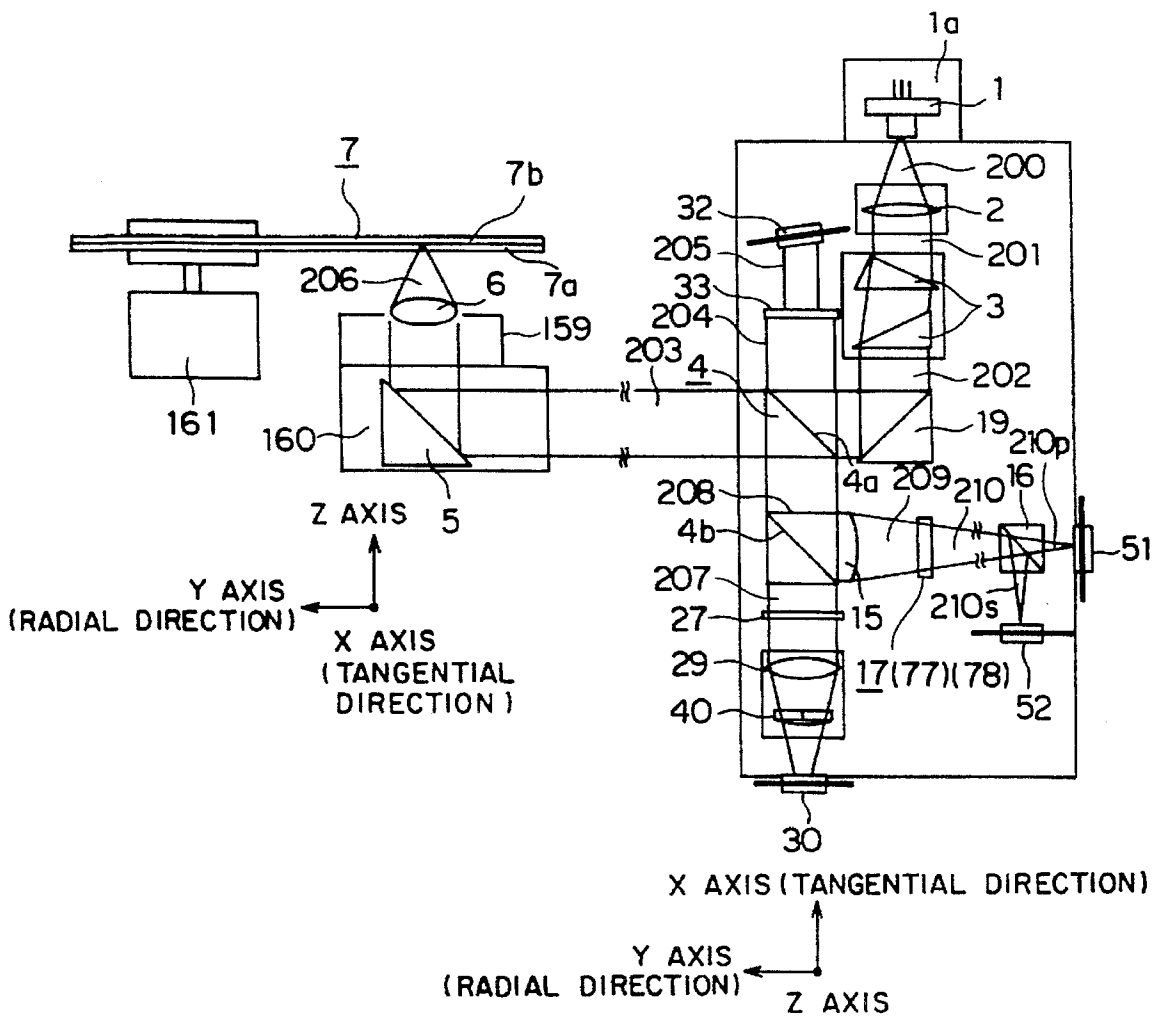 1a
1
200
7
7b
32
2
205
201
7a
206
6
33
3
204
159
203
4
202
161
160
19
210p
4a
209
16
5
208
210
Z AXIS
4b
51
Y AXIS
(RADIAL DIRECTION)
207
15
210s
X AXIS
(TANGENTIAL
DIRECTION)
27
29
17(77)(78)
52
40
30
X AXIS (TANGENTIAL DIRECTION)
Y AXIS
(RADIAL DIRECTION)
Z AXIS